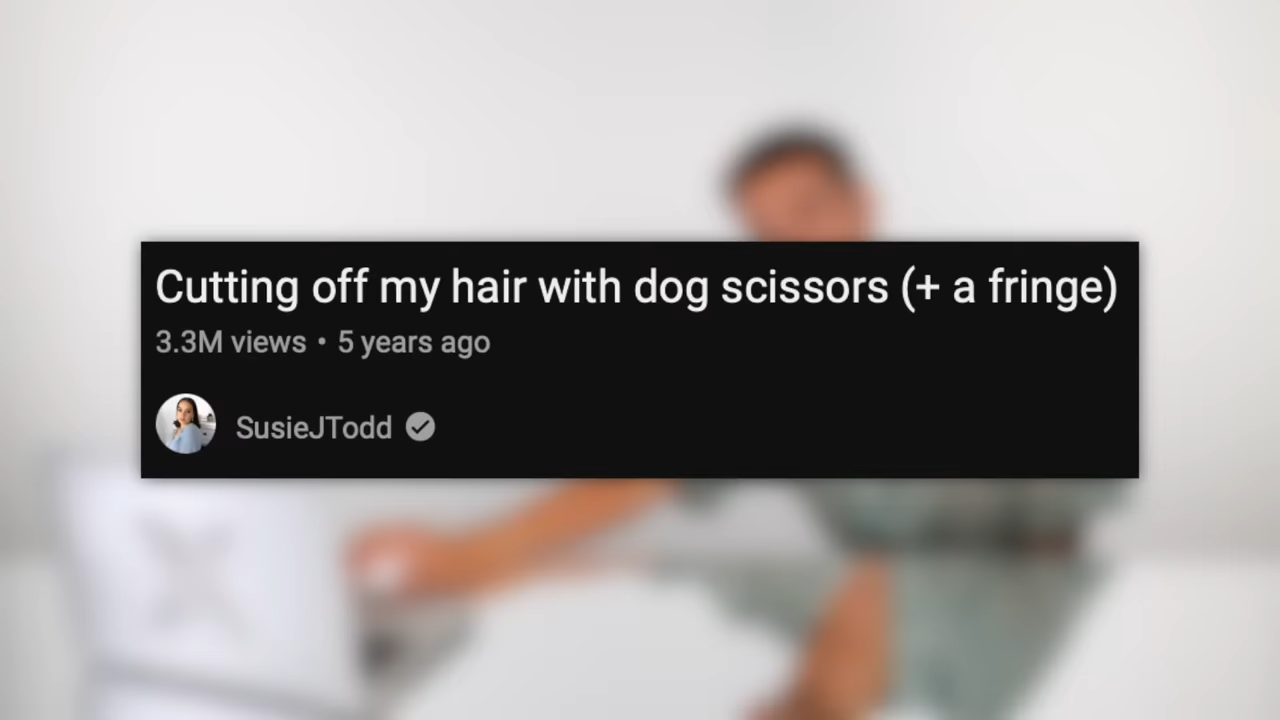 Cutting off my hair with dog scissors (+ a fringe)
3.3M views • 5 years ago
SusieJTodd